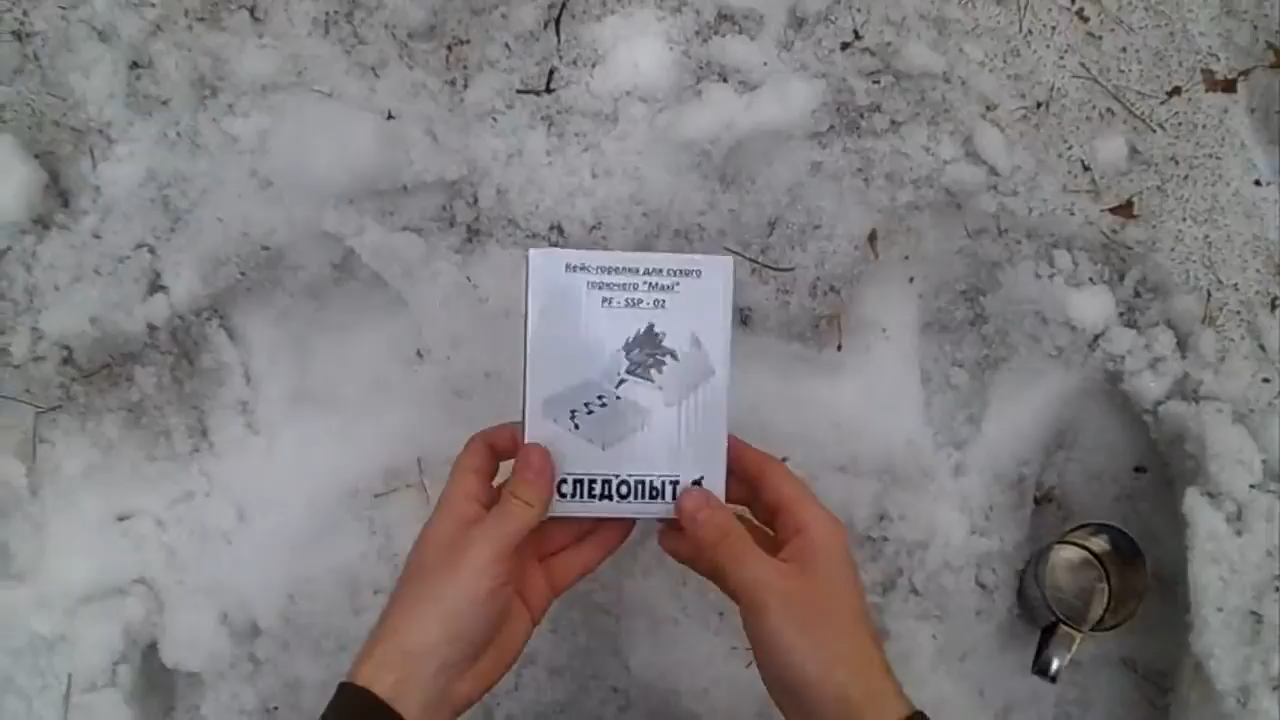 Кейс-горелка для сухого
горючего "Maxi"
PF - SSP - 02
СЛЕДОПЫТ